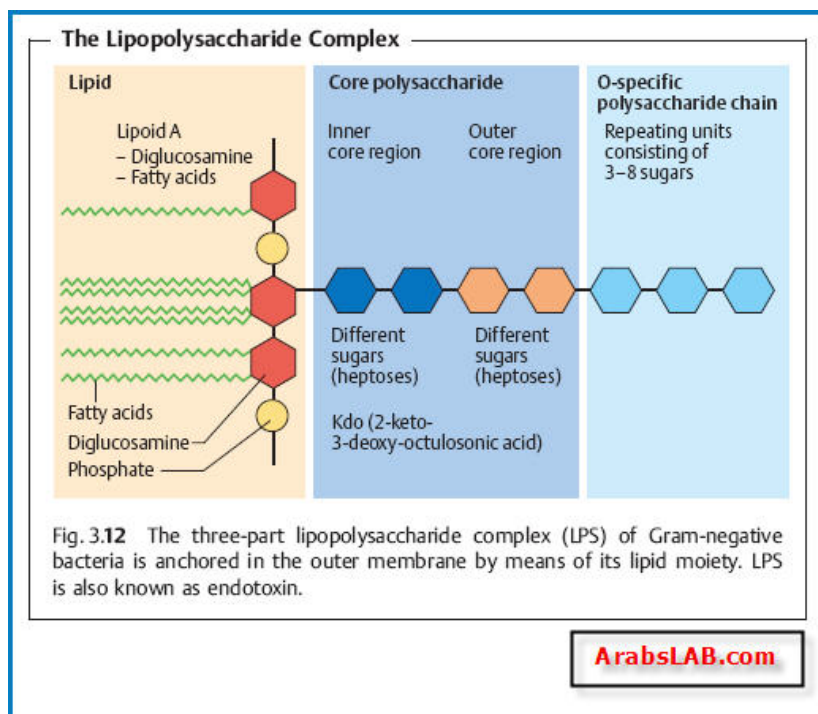 The Lipopolysaccharide Complex
Lipid
Lipoid A
– Diglucosamine
– Fatty acids
Fatty acids
Diglucosamine
Phosphate
Core polysaccharide
Inner
core region
Outer
core region
Different
sugars
(heptoses)
Different
sugars
(heptoses)
Kdo (2-keto-
3-deoxy-octulosonic acid)
O-specific
polysaccharide chain
Repeating units
consisting of
3–8 sugars
Fig. 3.12 The three-part lipopolysaccharide complex (LPS) of Gram-negative
bacteria is anchored in the outer membrane by means of its lipid moiety. LPS
is also known as endotoxin.
ArabsLAB.com